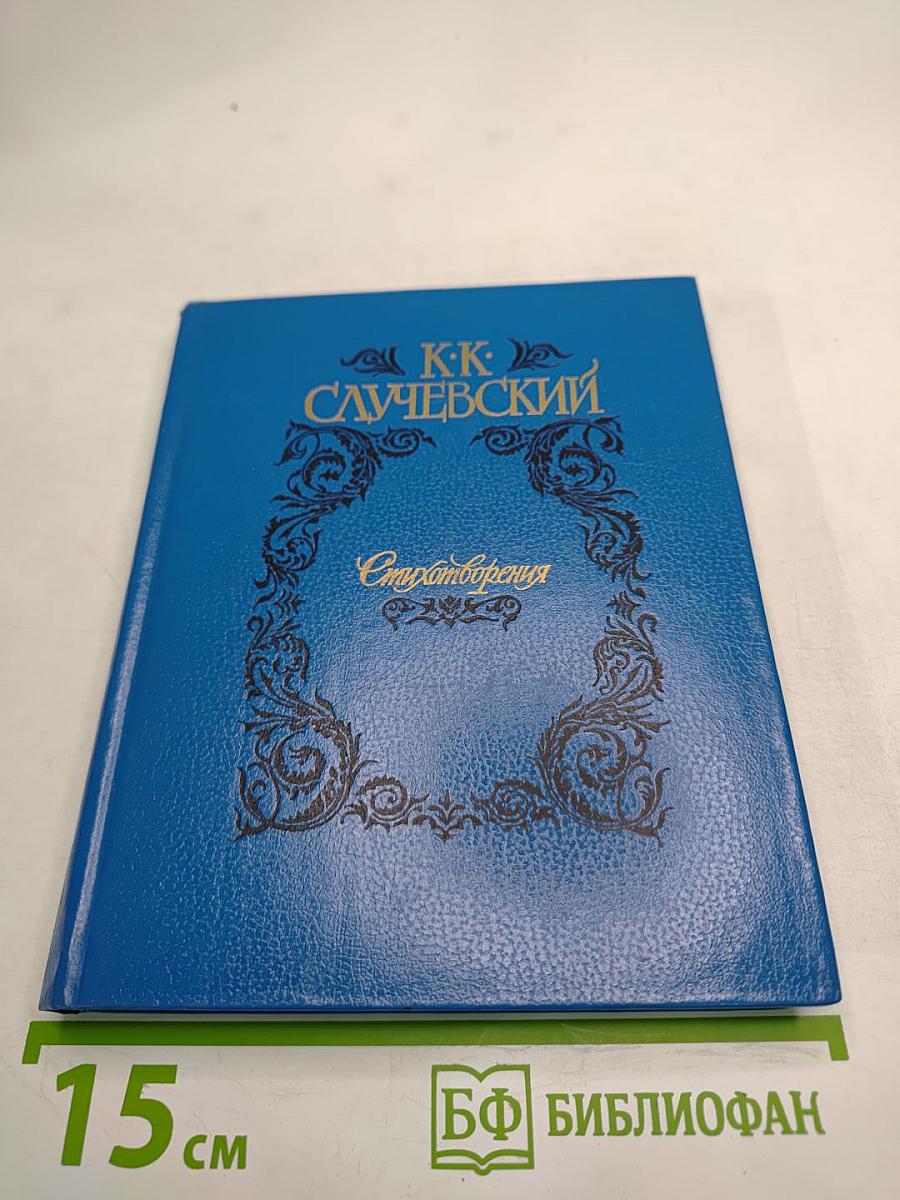 К·К·
СЛУЧЕВСКИЙ
Стихотворения
15 см
БФ БИБЛИОФАН